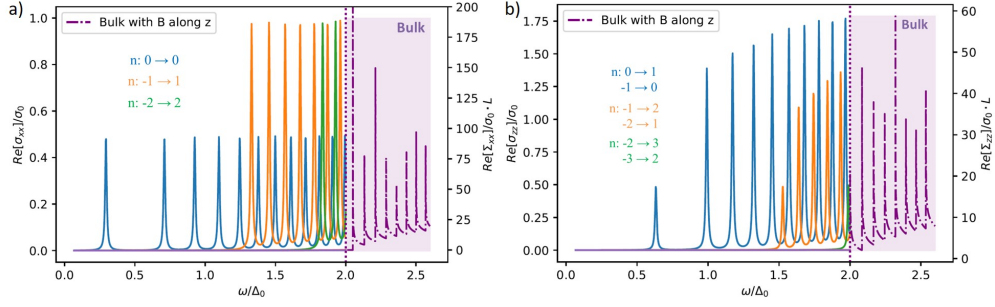 a)
Bulk with B along z
Bulk
n: 0 → 0
n: -1 → 1
n: -2 → 2
Re[σxx]/σ0
1.0
0.8
0.6
0.4
0.2
0.0
0.0
0.5
1.0
1.5
2.0
2.5
ω/Δ0
200
175
150
125
100
75
50
25
0
Re[Σxx]/σ0 · L
b)
Bulk with B along z
Bulk
n: 0 → 1
-1 → 0
n: -1 → 2
-2 → 1
n: -2 → 3
-3 → 2
Re[σzz]/σ0
1.75
1.50
1.25
1.00
0.75
0.50
0.25
0.00
0.0
0.5
1.0
1.5
2.0
2.5
ω/Δ0
60
50
40
30
20
10
0
Re[Σzz]/σ0 · L